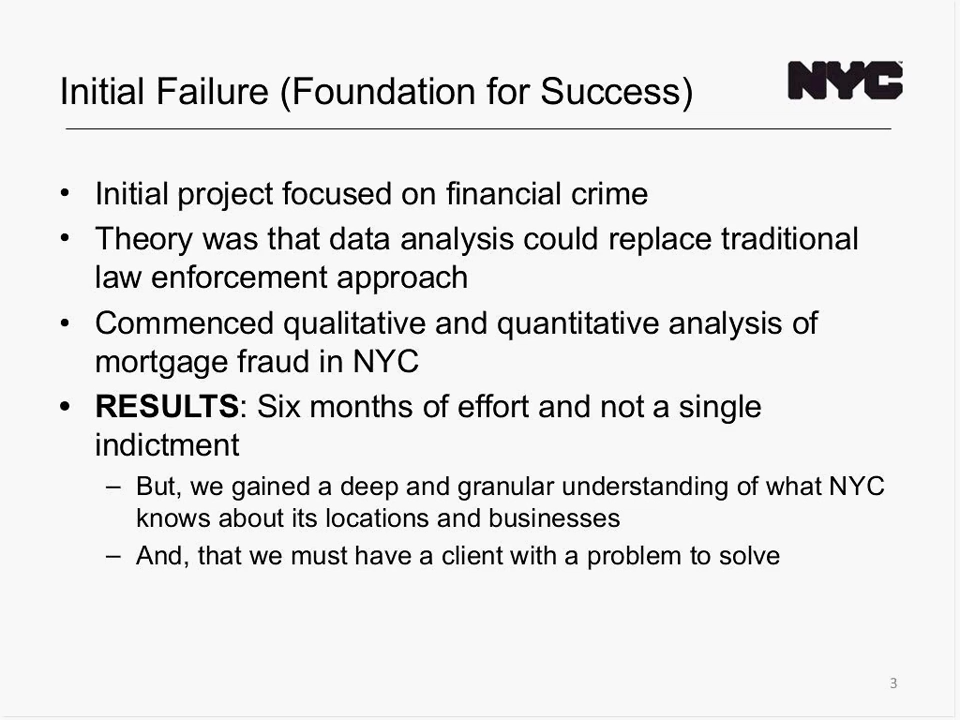 Initial Failure (Foundation for Success)
NYC
• Initial project focused on financial crime
• Theory was that data analysis could replace traditional
law enforcement approach
• Commenced qualitative and quantitative analysis of
mortgage fraud in NYC
• RESULTS: Six months of effort and not a single
indictment
– But, we gained a deep and granular understanding of what NYC
knows about its locations and businesses
– And, that we must have a client with a problem to solve
3